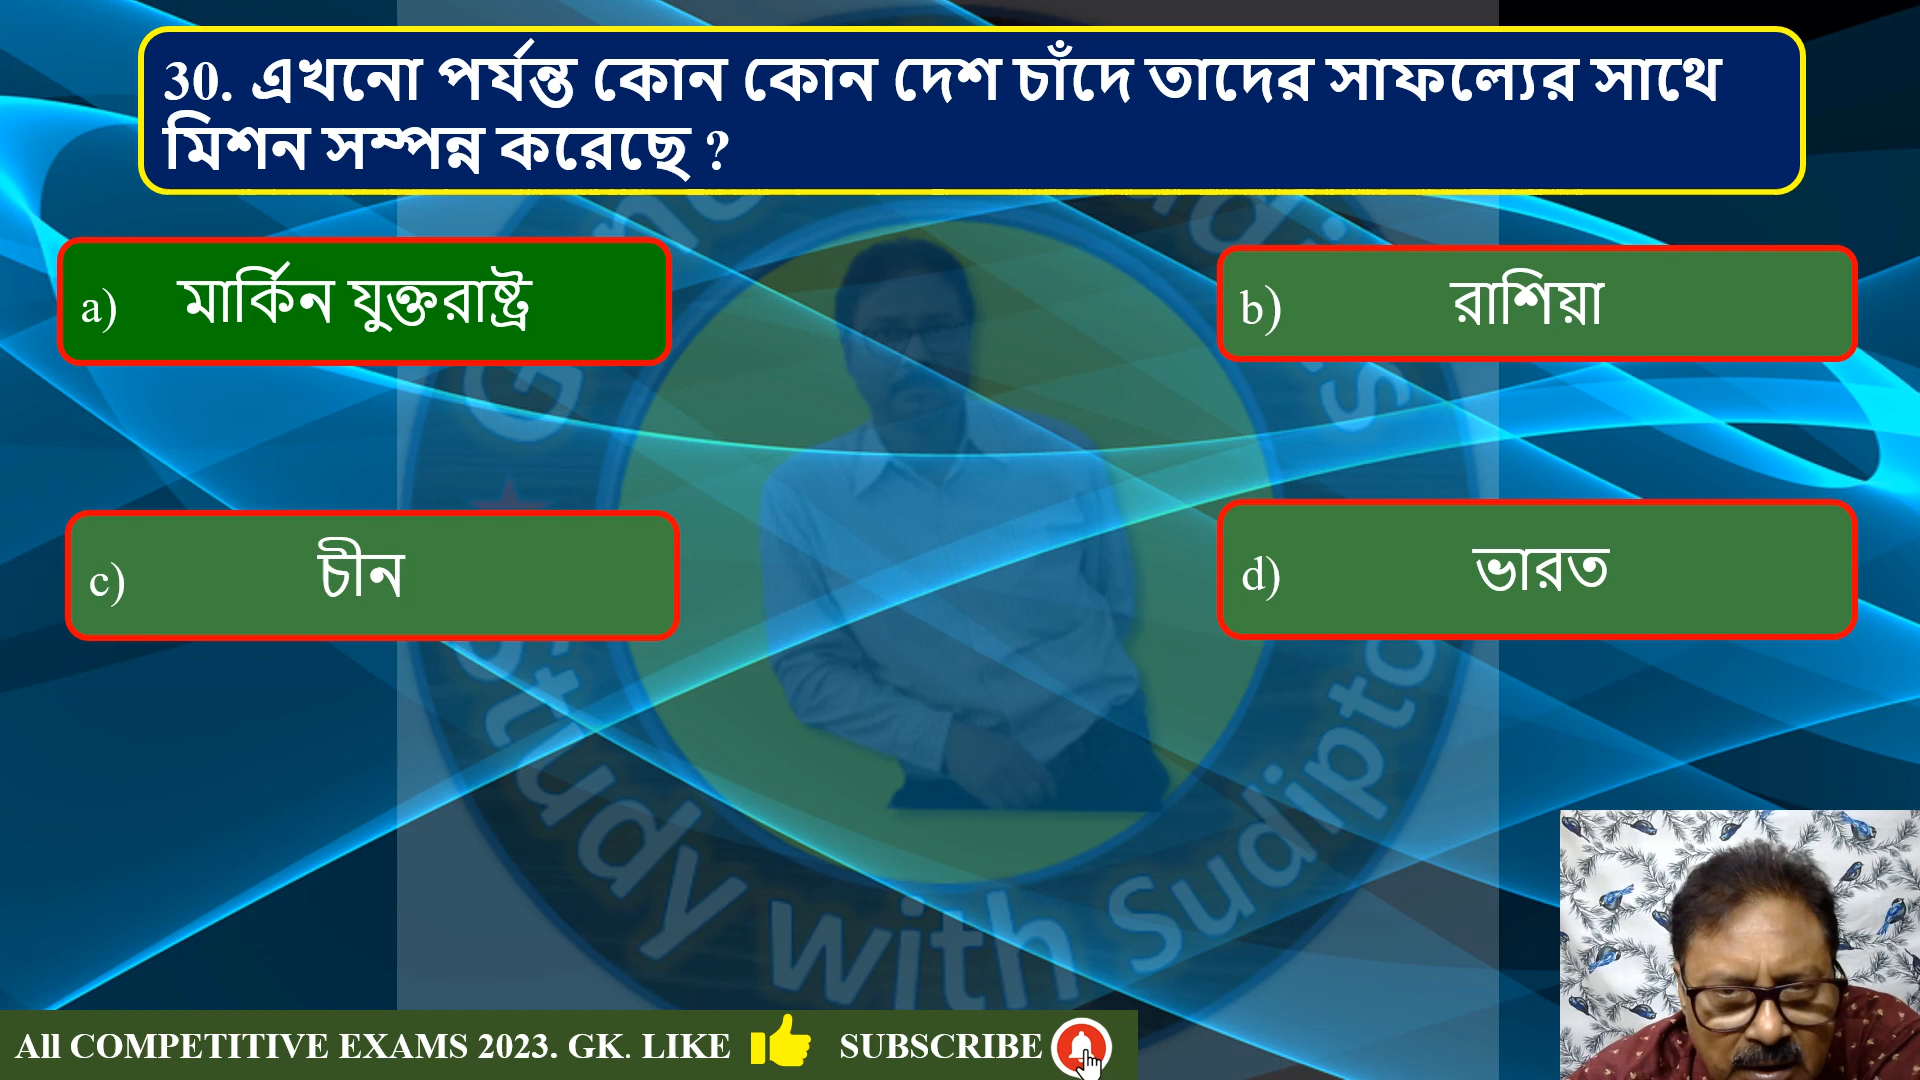 30. এখনো পর্যন্ত কোন কোন দেশ চাঁদে তাদের সাফল্যের সাথে
মিশন সম্পন্ন করেছে ?
a) মার্কিন যুক্তরাষ্ট্র
b) রাশিয়া
c) চীন
d) ভারত
Study with Sudipto
All COMPETITIVE EXAMS 2023. GK. LIKE SUBSCRIBE